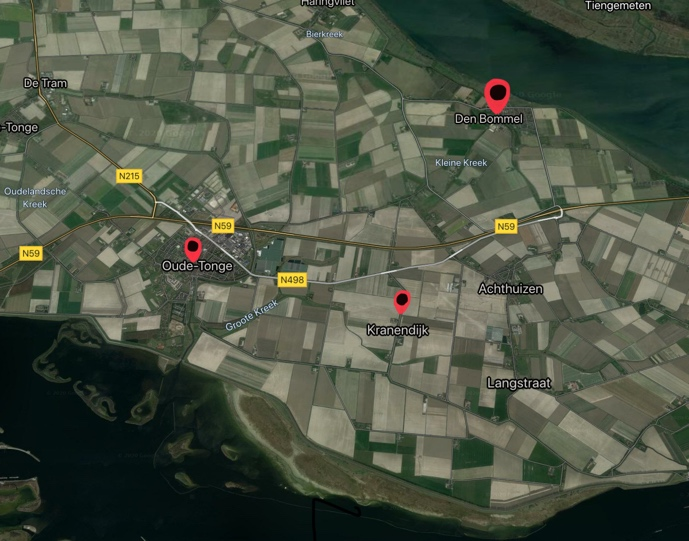 Haringvliet
Tiengemeten
Bierkreek
De Tram
Den Bommel
-Tonge
Kleine Kreek
N215
Oudelandsche
Kreek
N59
N59
N59
Oude-Tonge
N498
Achthuizen
Groote Kreek
Kranendijk
Langstraat